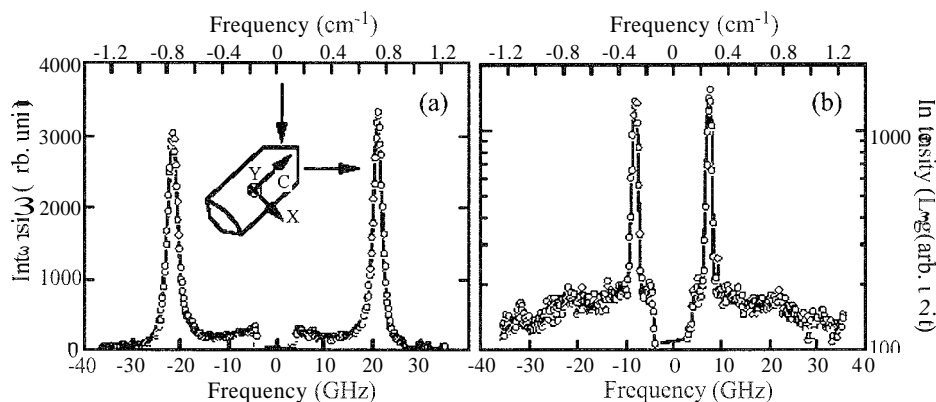 Frequency (cm⁻¹)
-1.2 -0.8 -0.4 0 0.4 0.8 1.2
4000
3000
2000
1000
0
(a)
Y
C
X
-40 -30 -20 -10 0 10 20 30 40
Frequency (GHz)
Frequency (cm⁻¹)
-1.2 -0.8 -0.4 0 0.4 0.8 1.2
(b)
1000
100
-30 -20 -10 0 10 20 30 40
Frequency (GHz)